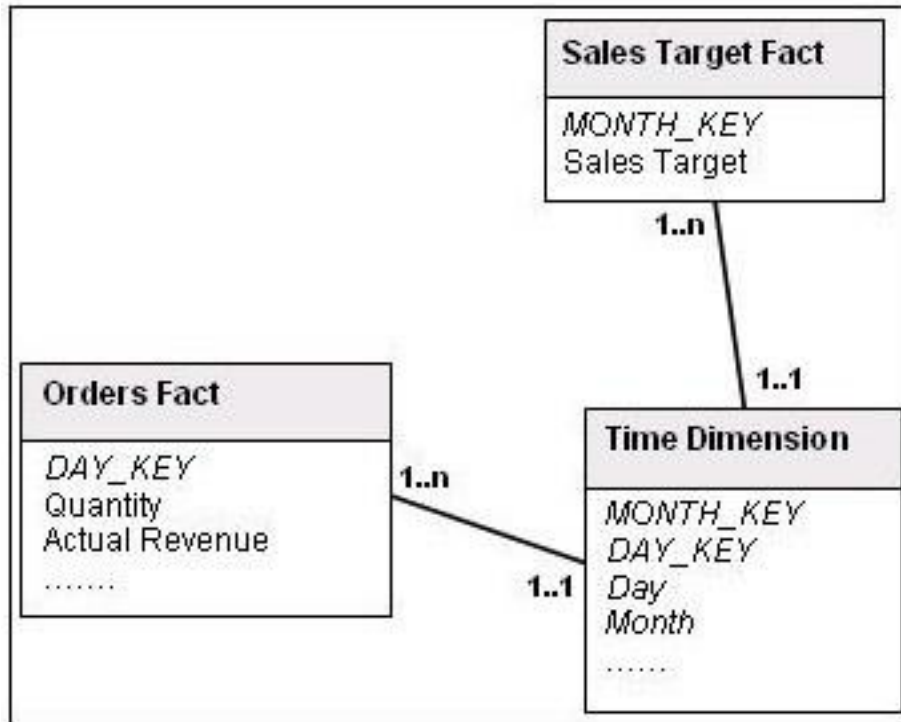 Sales Target Fact
MONTH_KEY
Sales Target
1..n
1..1
Orders Fact
DAY_KEY
Quantity
Actual Revenue
.......
1..n
1..1
Time Dimension
MONTH_KEY
DAY_KEY
Day
Month
......